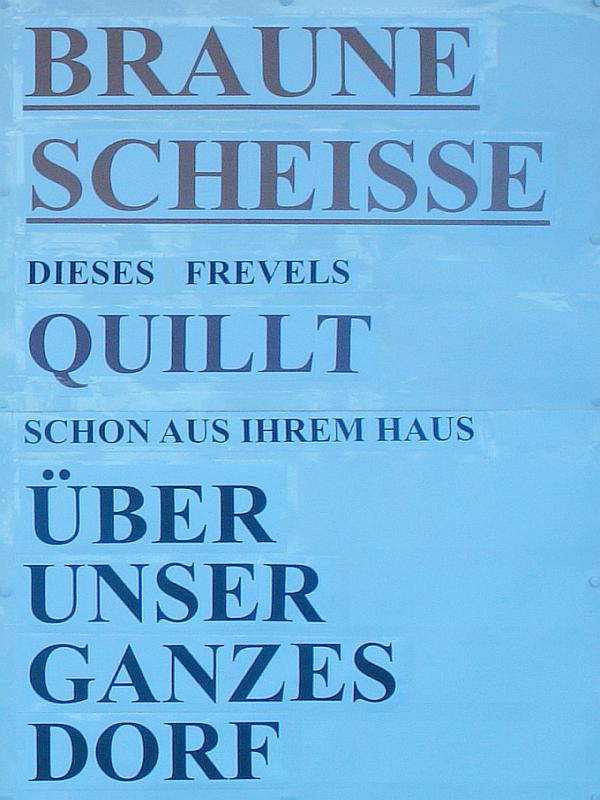 BRAUNE
SCHEISSE
DIESES FREVELS
QUILLT
SCHON AUS IHREM HAUS
ÜBER
UNSER
GANZES
DORF